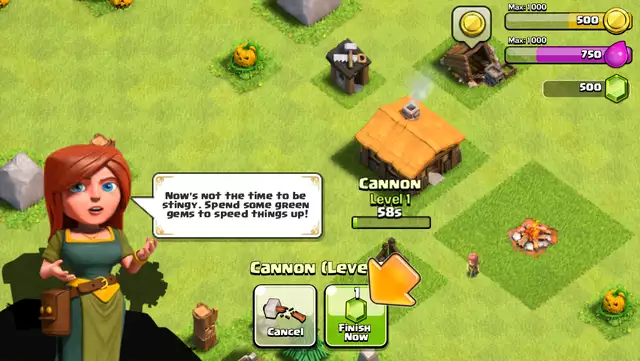 Max:1000
500
Max:1000
750
500
Cannon
Level 1
58s
Now's not the time to be
stingy. Spend some green
gems to speed things up!
Cannon (Leve
Cancel
Finish
Now